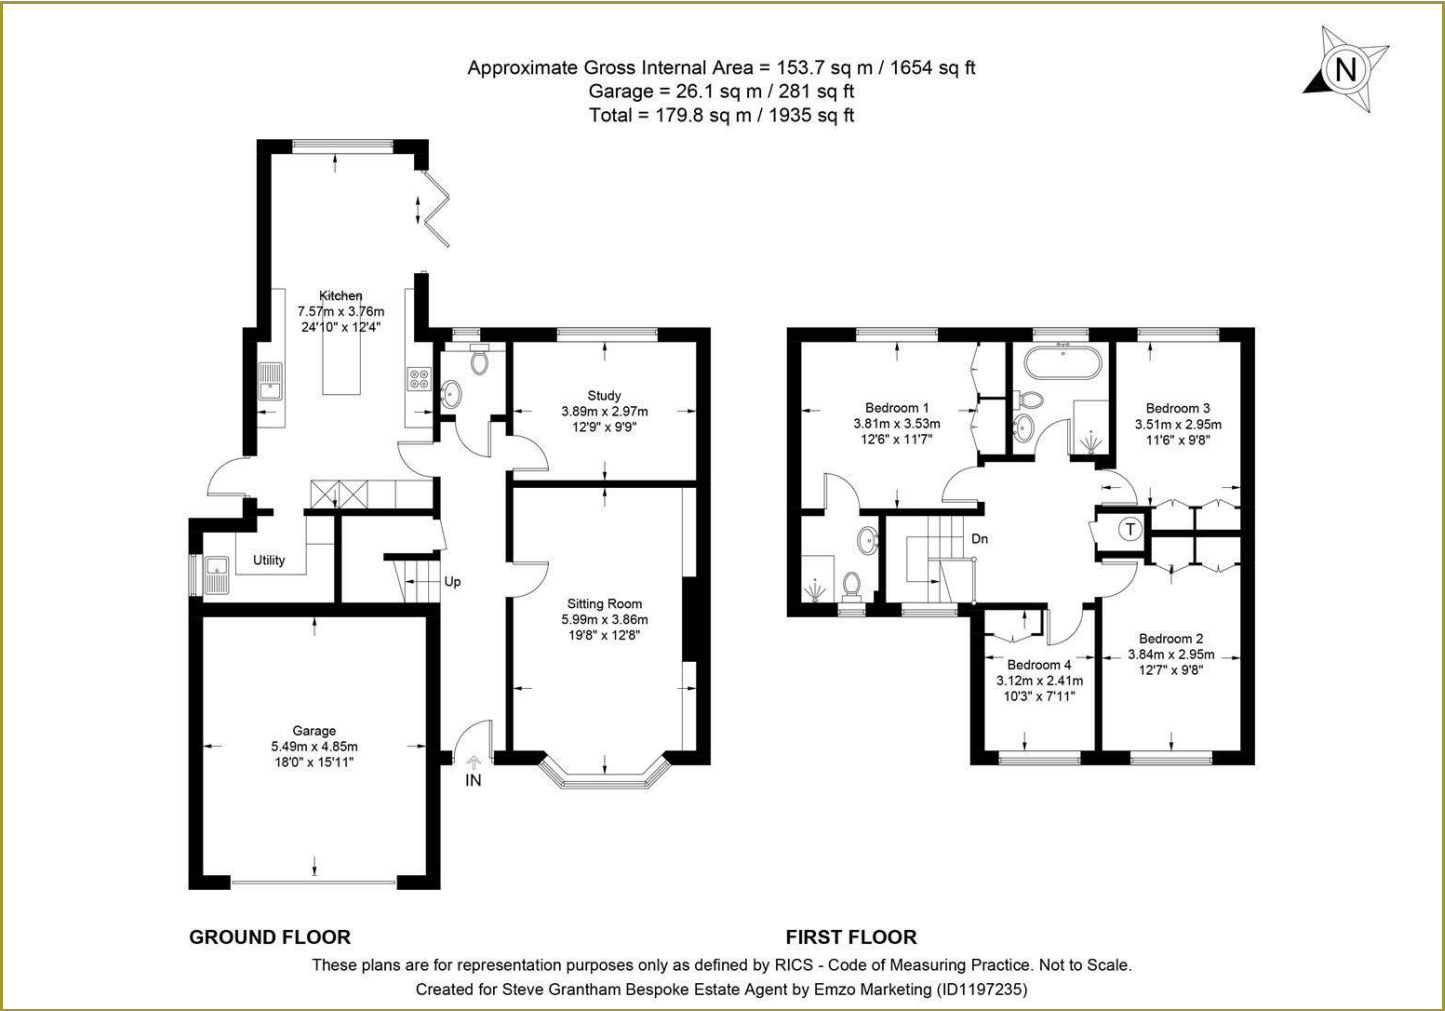 Approximate Gross Internal Area = 153.7 sq m / 1654 sq ft
Garage = 26.1 sq m / 281 sq ft
Total = 179.8 sq m / 1935 sq ft
N
Kitchen
7.57m x 3.76m
24'10" x 12'4"
Study
3.89m x 2.97m
12'9" x 9'9"
Utility
Up
Sitting Room
5.99m x 3.86m
19'8" x 12'8"
Garage
5.49m x 4.85m
18'0" x 15'11"
IN
Bedroom 1
3.81m x 3.53m
12'6" x 11'7"
Bedroom 3
3.51m x 2.95m
11'6" x 9'8"
T
Dn
Bedroom 2
3.84m x 2.95m
12'7" x 9'8"
Bedroom 4
3.12m x 2.41m
10'3" x 7'11"
GROUND FLOOR
FIRST FLOOR
These plans are for representation purposes only as defined by RICS - Code of Measuring Practice. Not to Scale.
Created for Steve Grantham Bespoke Estate Agent by Emzo Marketing (ID1197235)